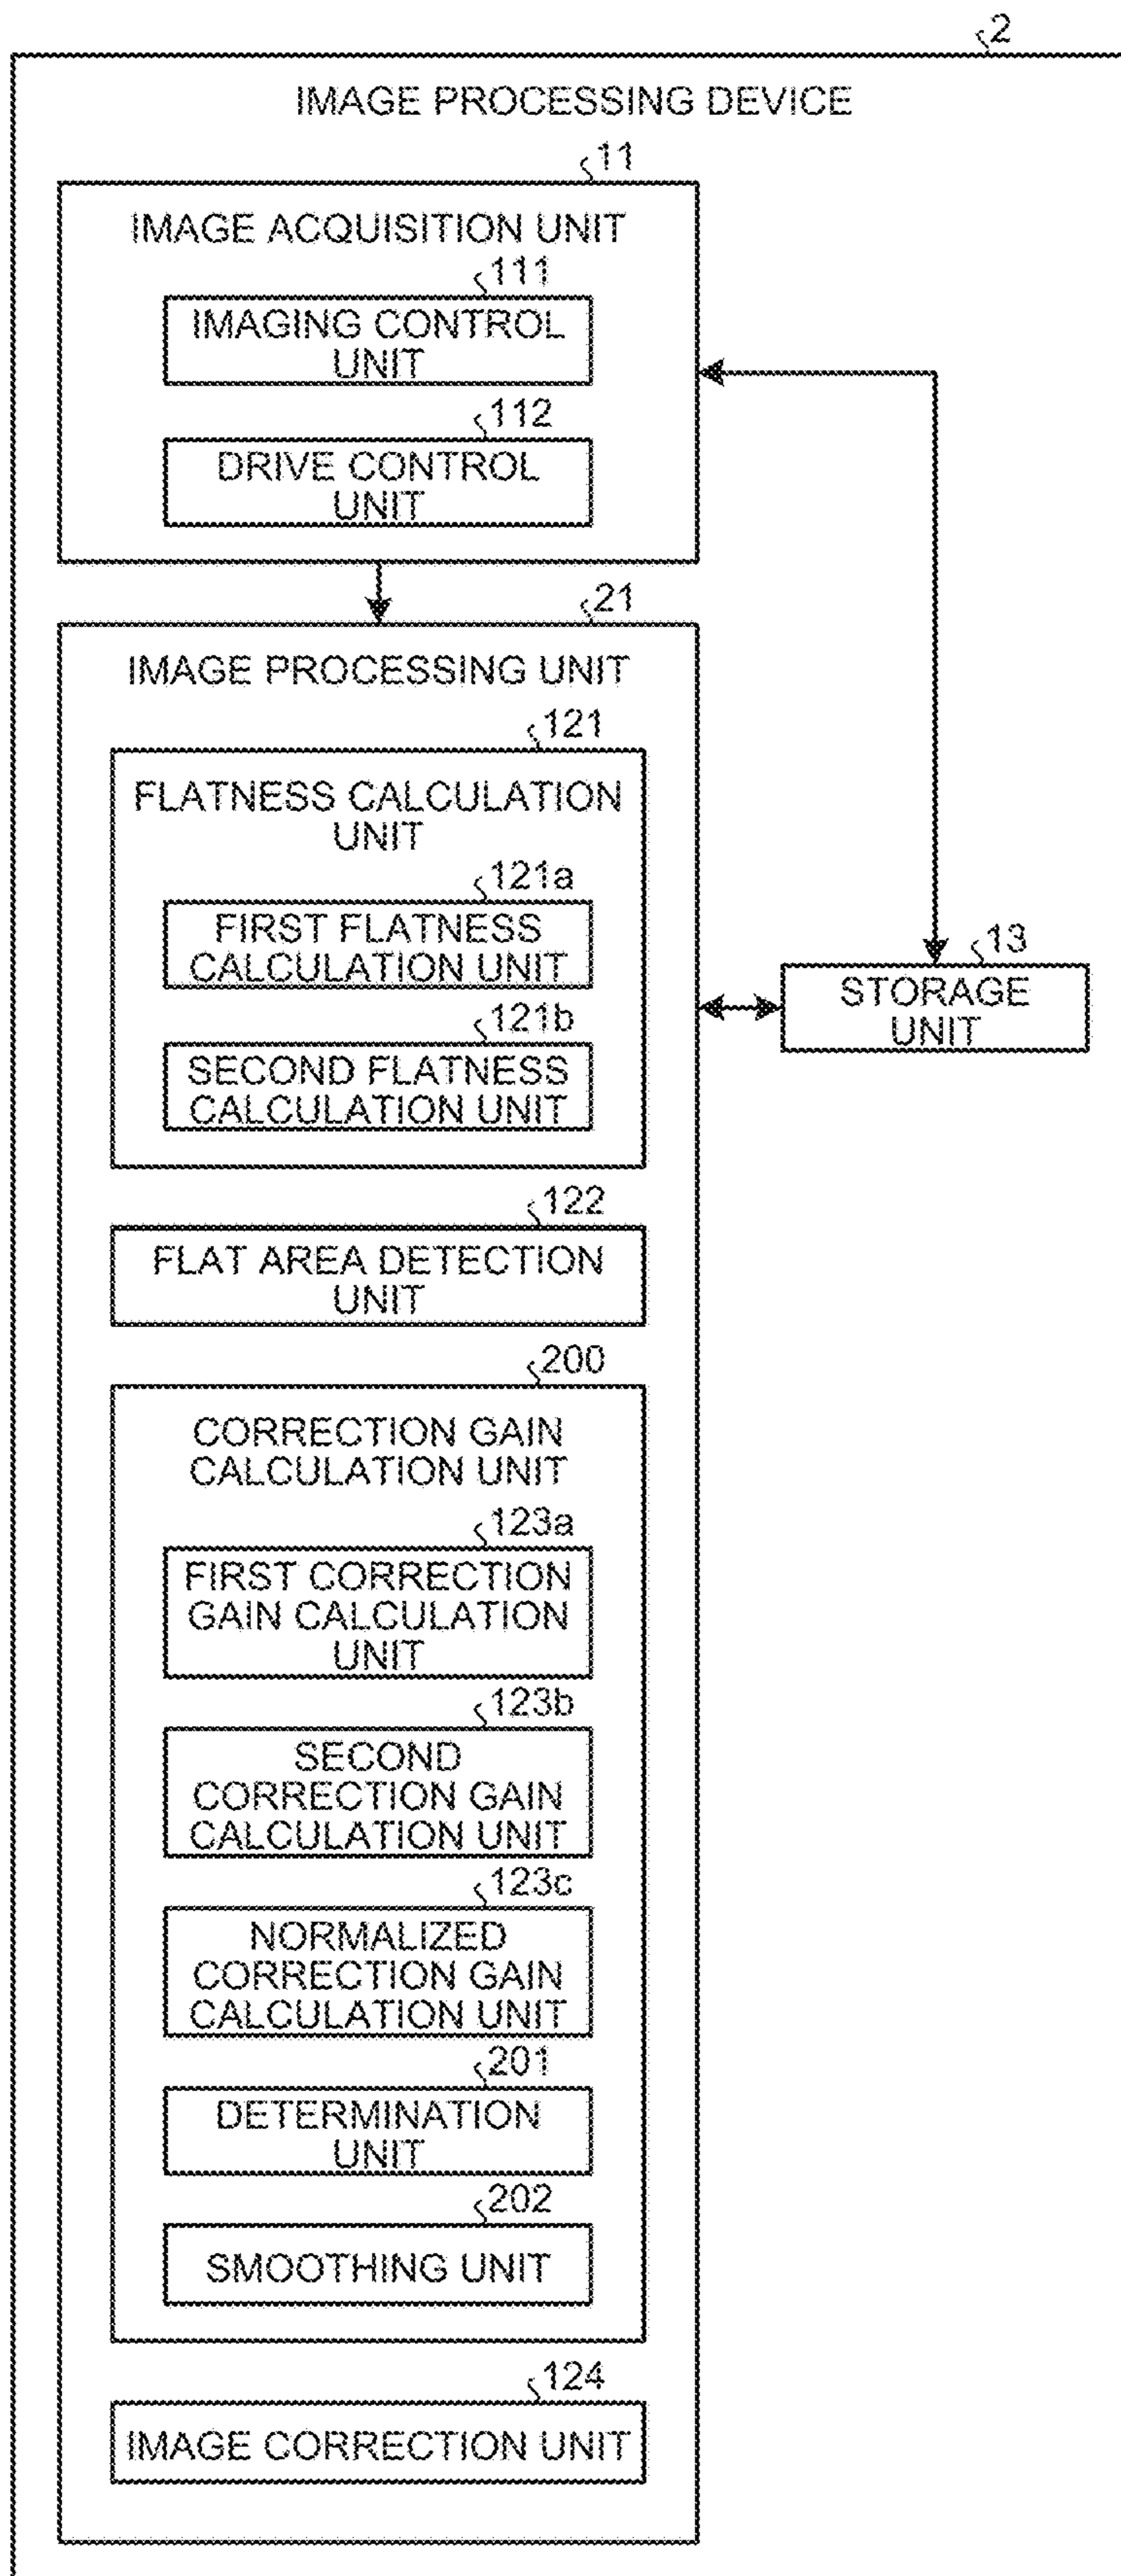 2
IMAGE PROCESSING DEVICE
11
IMAGE ACQUISITION UNIT
111
IMAGING CONTROL
UNIT
112
DRIVE CONTROL
UNIT
21
IMAGE PROCESSING UNIT
121
FLATNESS CALCULATION
UNIT
121a
FIRST FLATNESS
CALCULATION UNIT
121b
SECOND FLATNESS
CALCULATION UNIT
13
STORAGE
UNIT
122
FLAT AREA DETECTION
UNIT
200
CORRECTION GAIN
CALCULATION UNIT
123a
FIRST CORRECTION
GAIN CALCULATION
UNIT
123b
SECOND
CORRECTION GAIN
CALCULATION UNIT
123c
NORMALIZED
CORRECTION GAIN
CALCULATION UNIT
201
DETERMINATION
UNIT
202
SMOOTHING UNIT
124
IMAGE CORRECTION UNIT